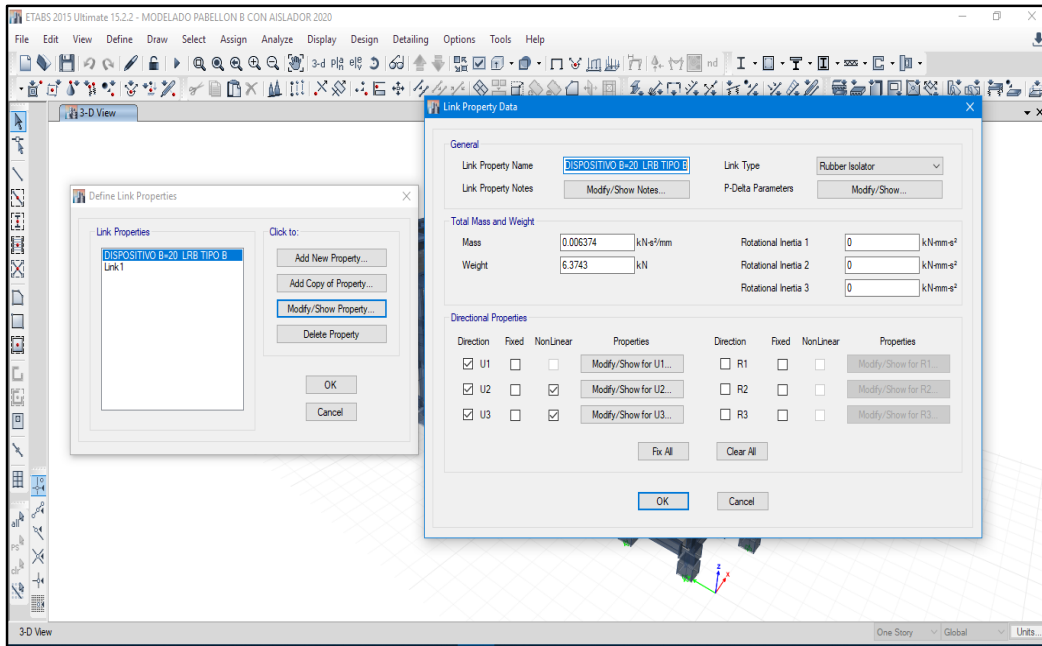 ETABS 2015 Ultimate 15.2.2 - MODELADO PABELLON B CON AISLADOR 2020
File Edit View Define Draw Select Assign Analyze Display Design Detailing Options Tools Help
3-d nd
3-D View
Link Property Data
General
Link Property Name DISPOSITIVO B=20 LRB TIPO B Link Type Rubber Isolator
Link Property Notes Modify/Show Notes... P-Delta Parameters Modify/Show...
Total Mass and Weight
Mass 0.006374 kN-s²/mm Rotational Inertia 1 0 kN-mm-s²
Weight 6.3743 kN Rotational Inertia 2 0 kN-mm-s²
Rotational Inertia 3 0 kN-mm-s²
Directional Properties
Direction Fixed NonLinear Properties Direction Fixed NonLinear Properties
U1 Modify/Show for U1... R1 Modify/Show for R1...
U2 Modify/Show for U2... R2 Modify/Show for R2...
U3 Modify/Show for U3... R3 Modify/Show for R3...
Fix All Clear All
OK Cancel
Define Link Properties
Link Properties
DISPOSITIVO B=20 LRB TIPO B
Link1
Click to:
Add New Property...
Add Copy of Property...
Modify/Show Property...
Delete Property
OK
Cancel
all
ps
clr
z
x
3-D View One Story Global Units...